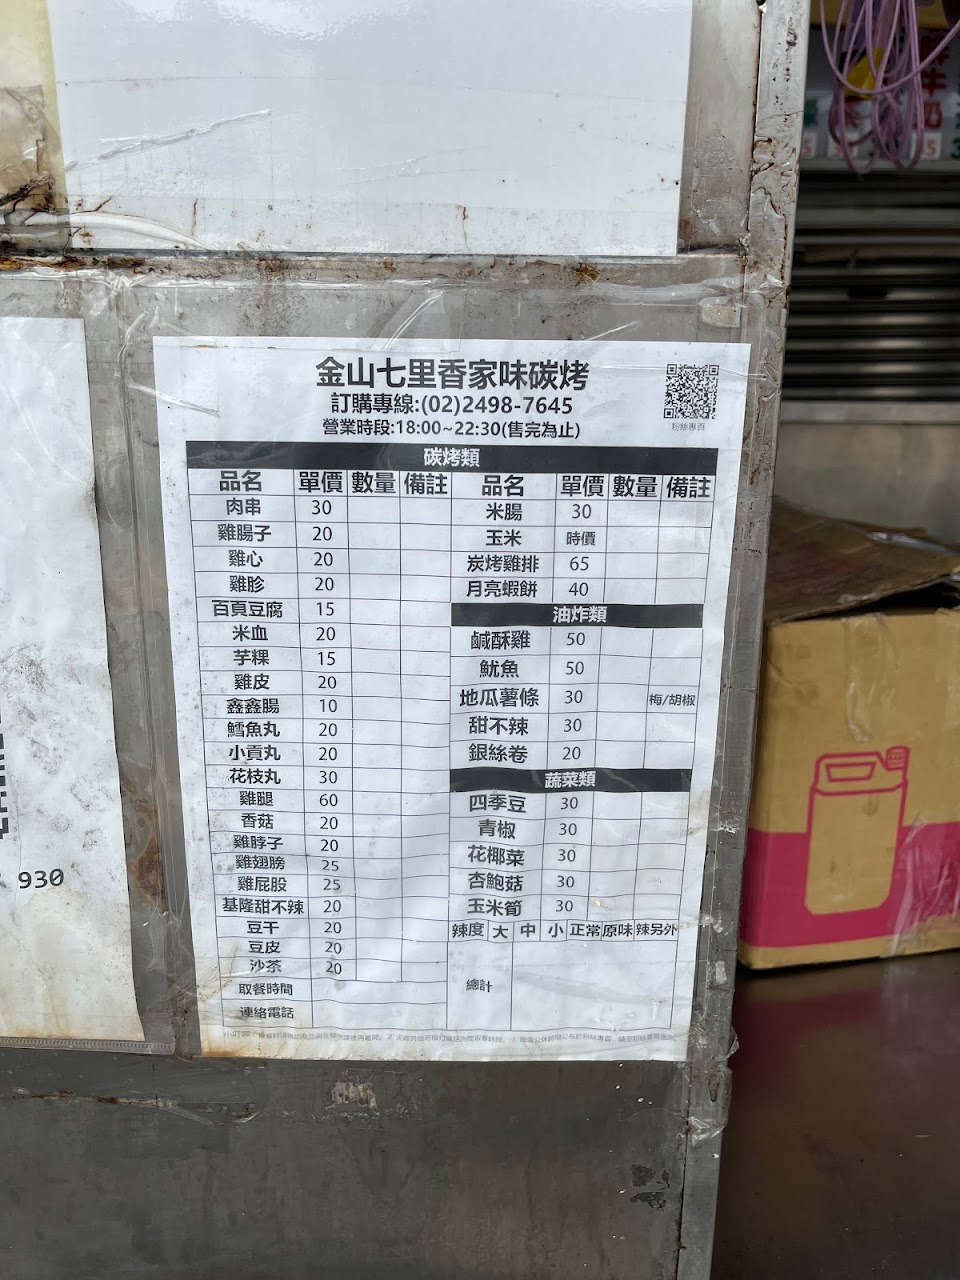 鮮
牛
奶
5
5
金山七里香家味碳烤
訂購專線:(02)2498-7645
營業時段:18:00~22:30(售完為止)
粉絲專頁
碳烤類
品名 單價 數量 備註
肉串 30
雞腸子 20
雞心 20
雞胗 20
百頁豆腐 15
米血 20
芋粿 15
雞皮 20
鑫鑫腸 10
鱈魚丸 20
小貢丸 20
花枝丸 30
雞腿 60
香菇 20
雞脖子 20
雞翅膀 25
雞屁股 25
基隆甜不辣 20
豆干 20
豆皮 20
沙茶 20
取餐時間
連絡電話
品名 單價 數量 備註
米腸 30
玉米 時價
炭烤雞排 65
月亮蝦餅 40
油炸類
鹹酥雞 50
魷魚 50
地瓜薯條 30 梅/胡椒
甜不辣 30
銀絲卷 20
蔬菜類
四季豆 30
青椒 30
花椰菜 30
杏鮑菇 30
玉米筍 30
辣度 大 中 小 正常 原味 辣另外
總計
930